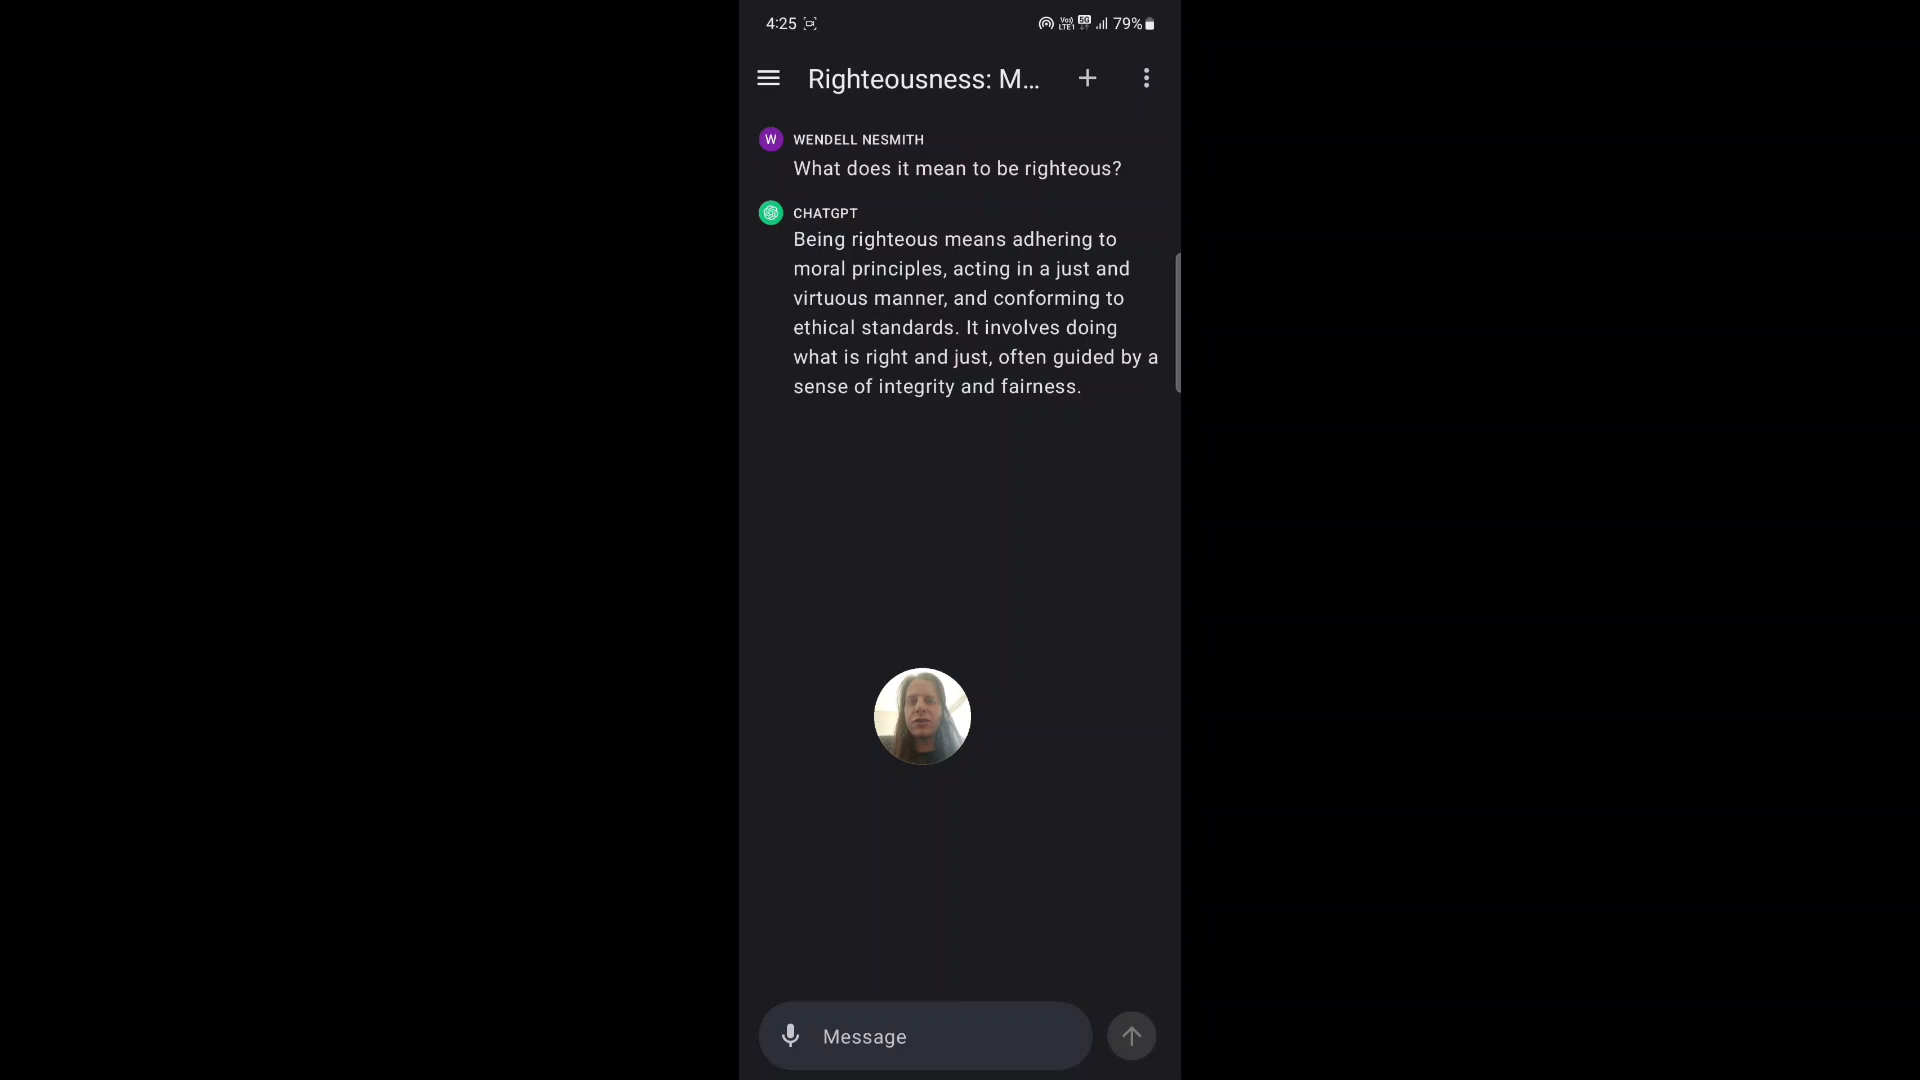 4:25 79%
Righteousness: M...
W WENDELL NESMITH
What does it mean to be righteous?
CHATGPT
Being righteous means adhering to
moral principles, acting in a just and
virtuous manner, and conforming to
ethical standards. It involves doing
what is right and just, often guided by a
sense of integrity and fairness.
Message